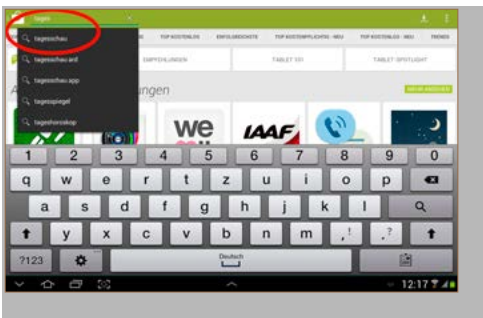 tages
tagesschau
tagesschau ard
tagesschau app
tagesspiegel
tageshoroskop
TOP KOSTENLOS
ERFOLGREICHSTE
TOP KOSTENPFLICHTIG - NEU
TOP KOSTENLOS - NEU
TRENDS
EMPFEHLUNGEN
TABLET 101
TABLET-SPOTLIGHT
A
ungen
MEHR ANZEIGEN
we
IAAF
1 2 3 4 5 6 7 8 9 0
q w e r t z u i o p
a s d f g h j k l
y x c v b n m , ! . ?
?123
Deutsch
12:17